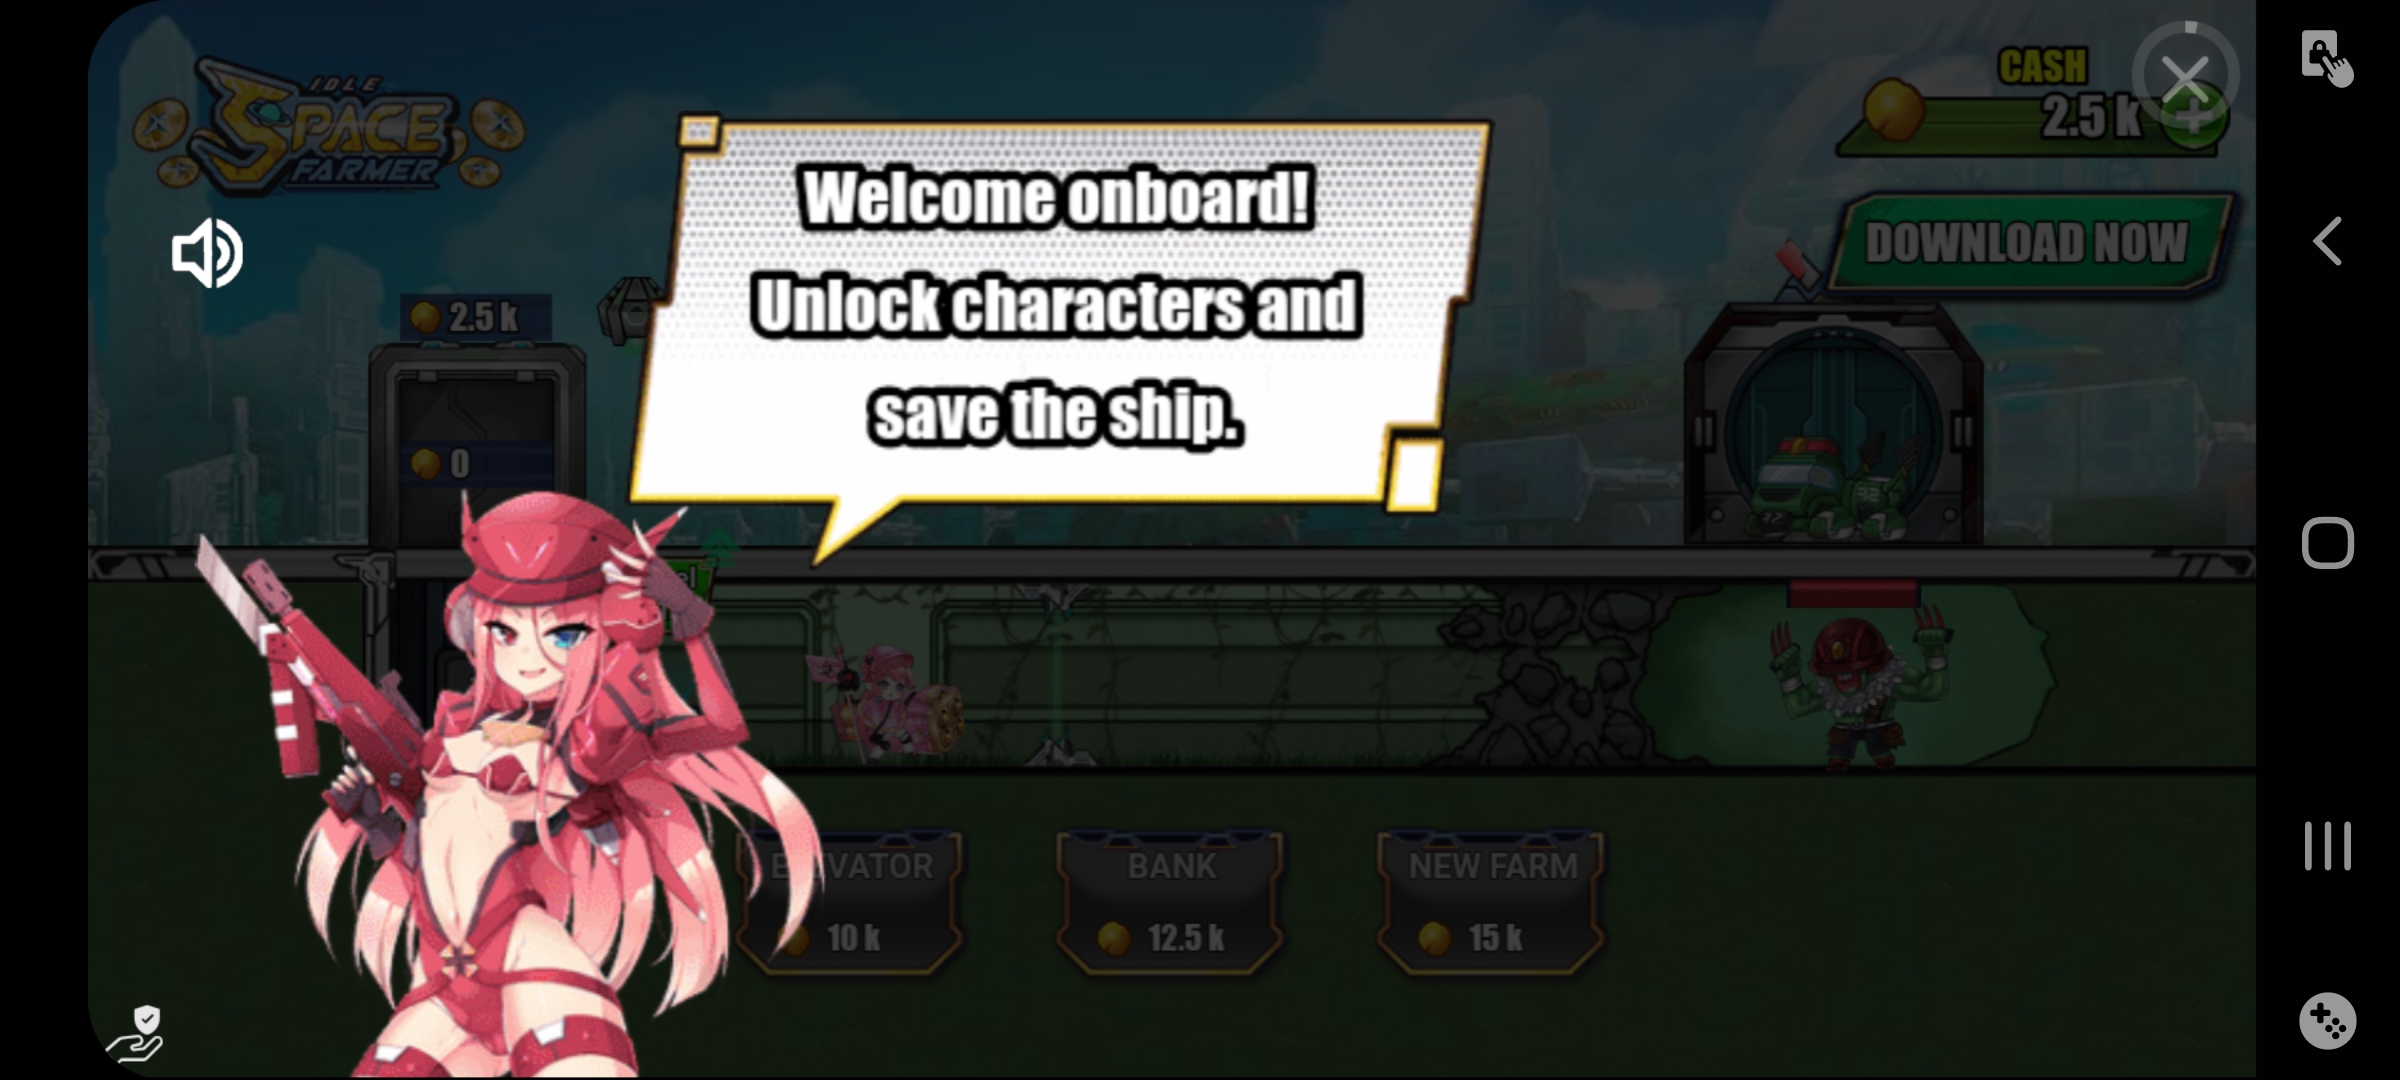 IDLE
SPACE
FARMER
CASH
2.5 k
DOWNLOAD NOW
Welcome onboard!
Unlock characters and
save the ship.
2.5 k
0
ELEVATOR
10 k
BANK
12.5 k
NEW FARM
15 k